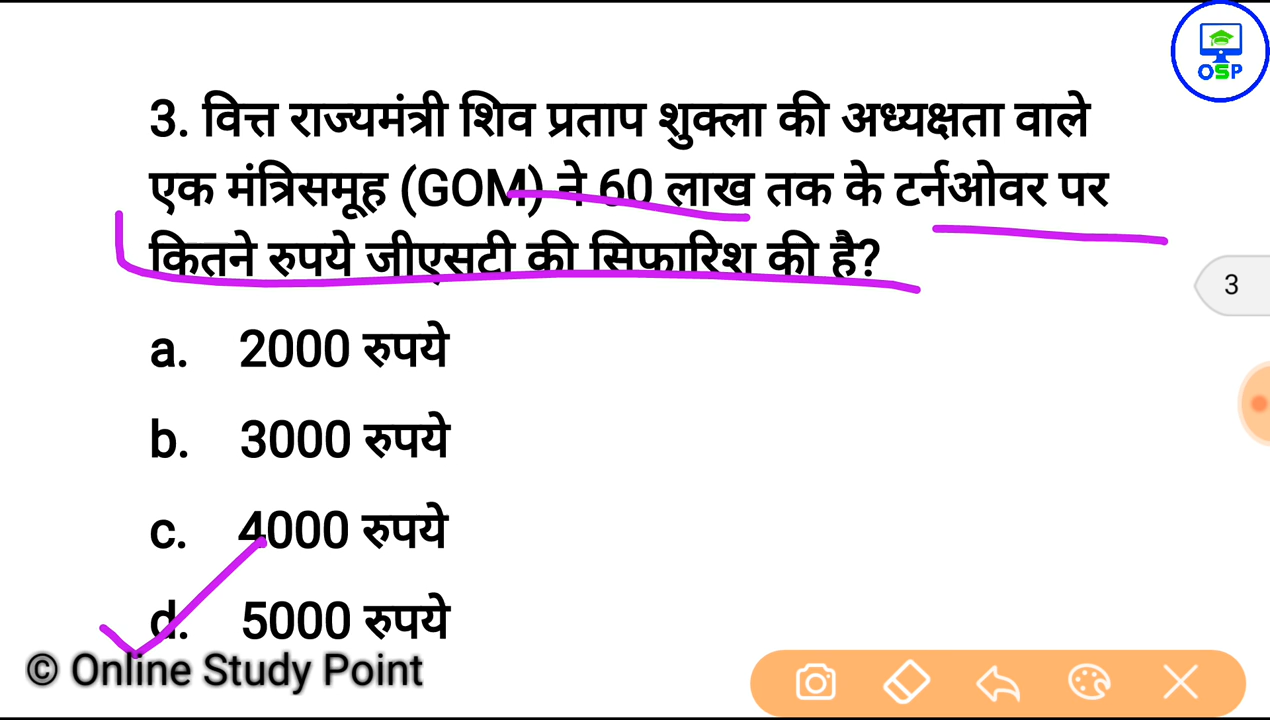 OSP
3. वित्त राज्यमंत्री शिव प्रताप शुक्ला की अध्यक्षता वाले
एक मंत्रिसमूह (GOM) ने 60 लाख तक के टर्नओवर पर
कितने रुपये जीएसटी की सिफारिश की है?
3
a. 2000 रुपये
b. 3000 रुपये
c. 4000 रुपये
d. 5000 रुपये
© Online Study Point